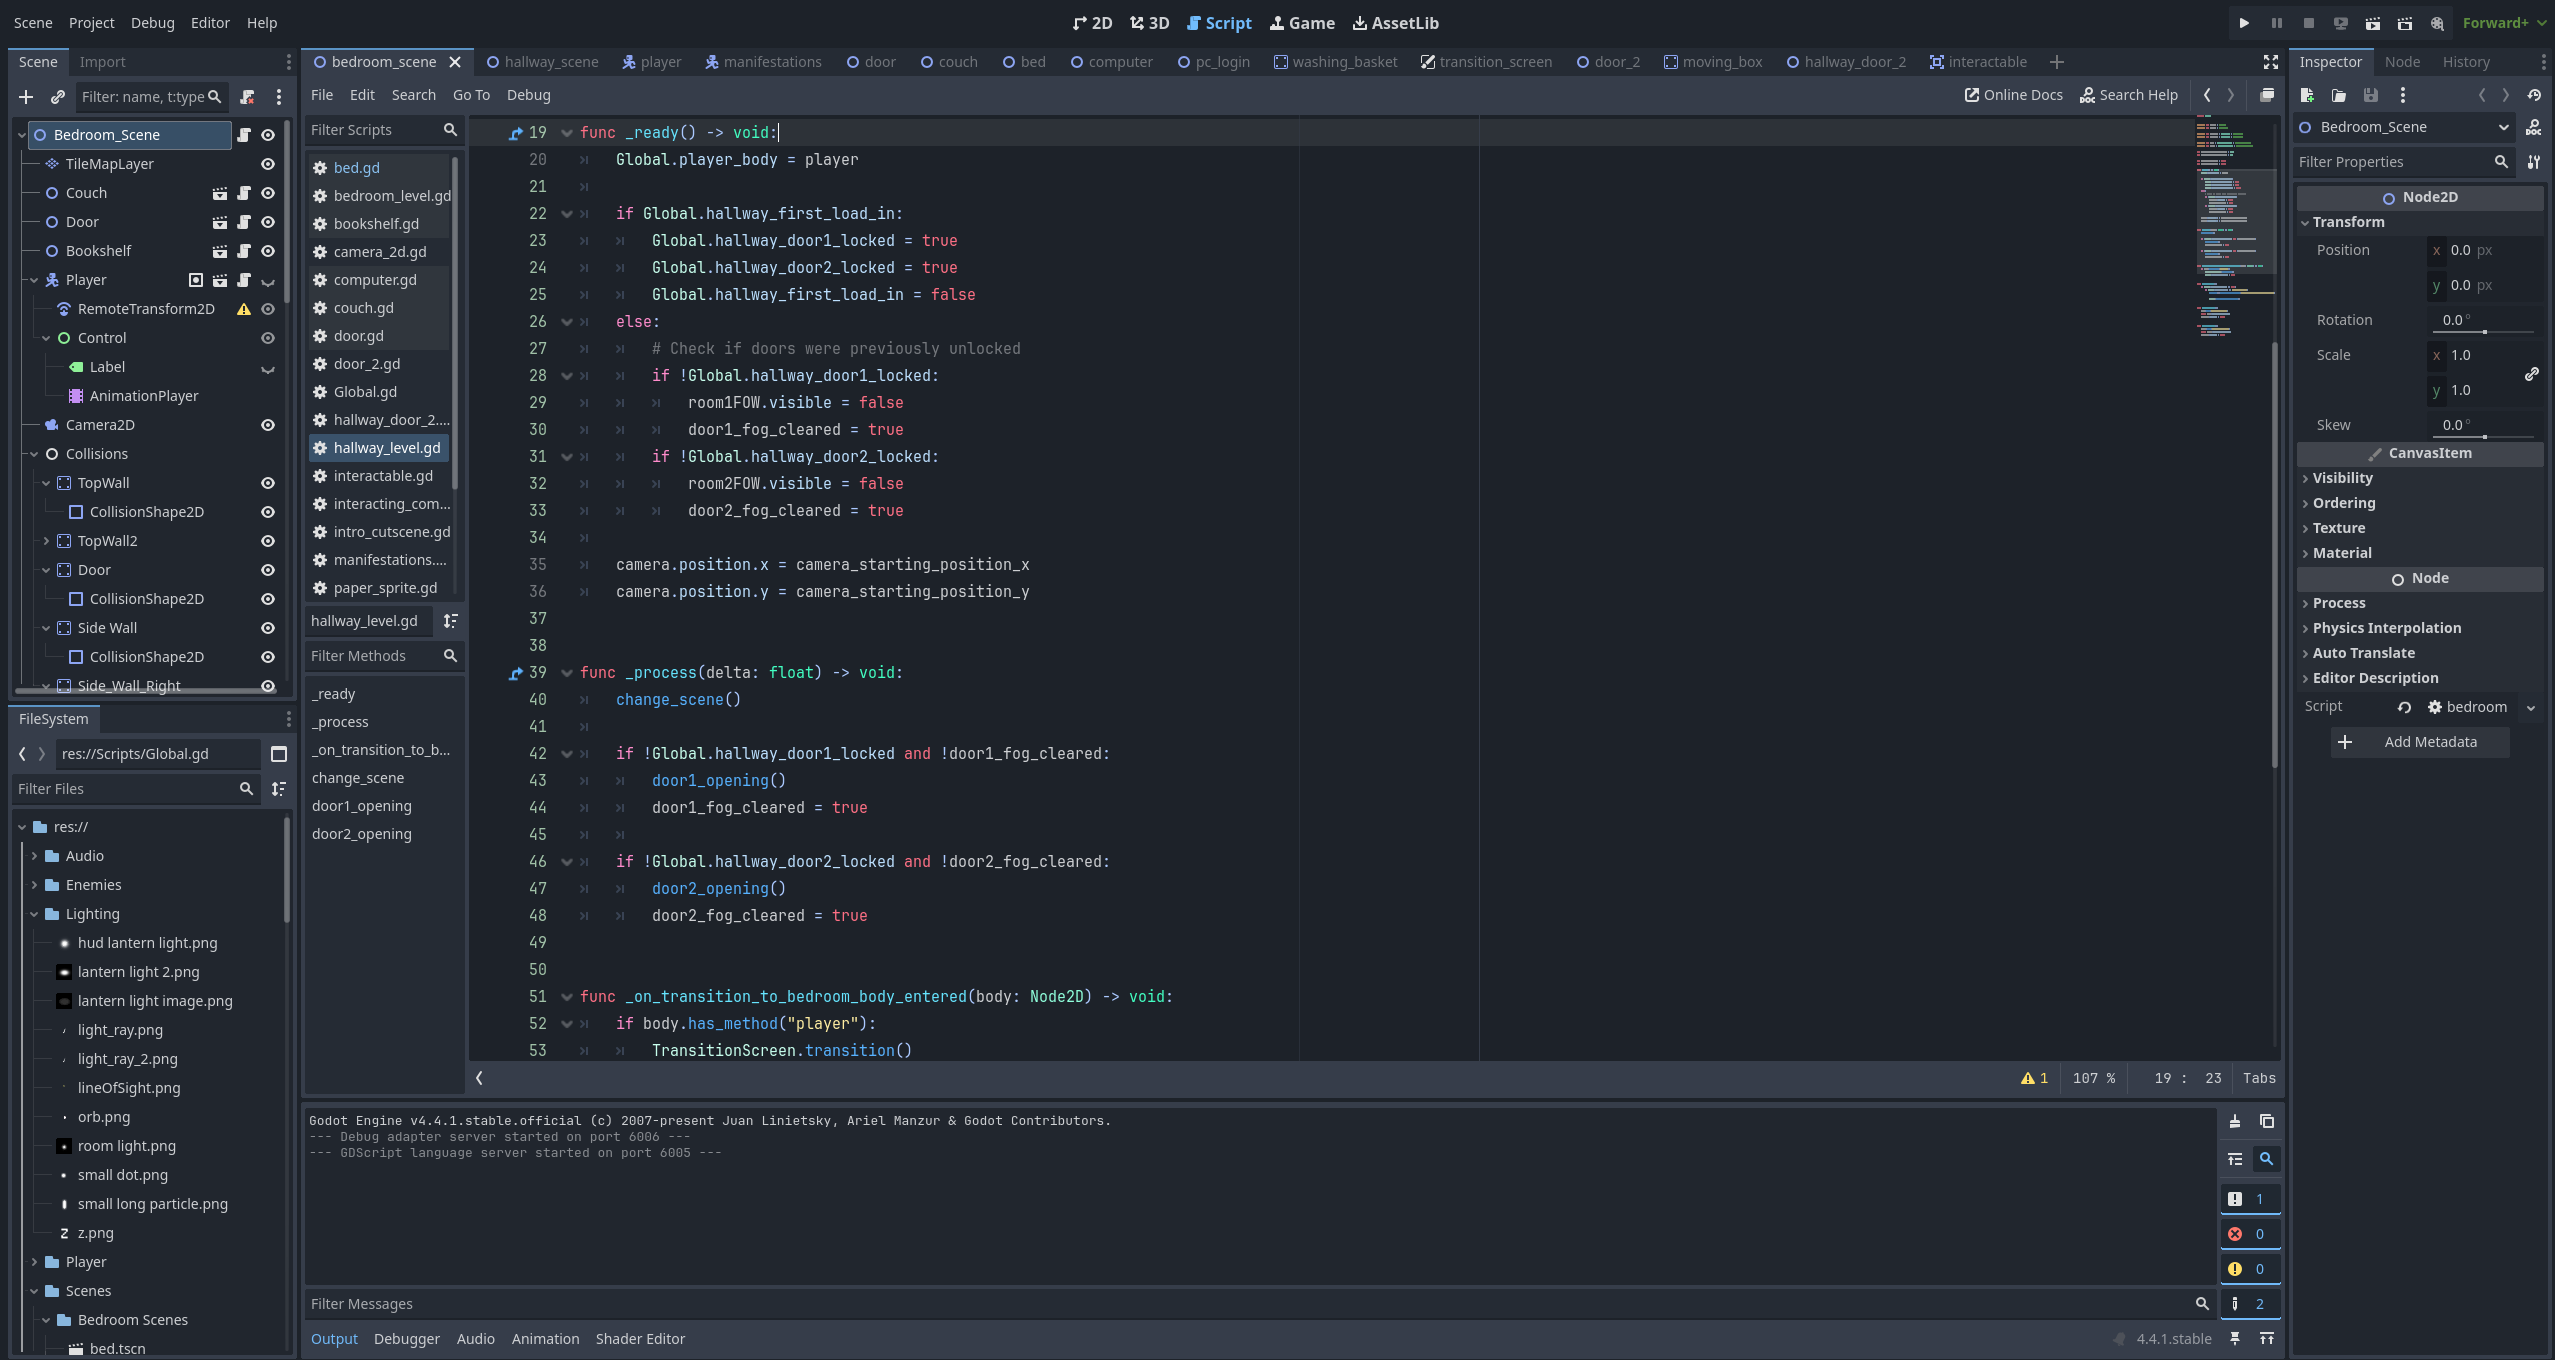 Scene Project Debug Editor Help
2D 3D Script Game AssetLib
Forward+
Scene Import
Filter: name, t:type
Bedroom_Scene
TileMapLayer
Couch
Door
Bookshelf
Player
RemoteTransform2D
Control
Label
AnimationPlayer
Camera2D
Collisions
TopWall
CollisionShape2D
TopWall2
Door
CollisionShape2D
Side Wall
CollisionShape2D
Side_Wall_Right
FileSystem
res://Scripts/Global.gd
Filter Files
res://
Audio
Enemies
Lighting
hud lantern light.png
lantern light 2.png
lantern light image.png
light_ray.png
light_ray_2.png
lineOfSight.png
orb.png
room light.png
small dot.png
small long particle.png
z.png
Player
Scenes
Bedroom Scenes
bed.tscn
bedroom_scene hallway_scene player manifestations door couch bed computer pc_login washing_basket transition_screen door_2 moving_box hallway_door_2 interactable
File Edit Search Go To Debug
Online Docs Search Help
Filter Scripts
bed.gd
bedroom_level.gd
bookshelf.gd
camera_2d.gd
computer.gd
couch.gd
door.gd
door_2.gd
Global.gd
hallway_door_2....
hallway_level.gd
interactable.gd
interacting_com...
intro_cutscene.gd
manifestations....
paper_sprite.gd
hallway_level.gd
Filter Methods
_ready
_process
_on_transition_to_b...
change_scene
door1_opening
door2_opening
19 func _ready() -> void:
20 Global.player_body = player
21
22 if Global.hallway_first_load_in:
23 Global.hallway_door1_locked = true
24 Global.hallway_door2_locked = true
25 Global.hallway_first_load_in = false
26 else:
27 # Check if doors were previously unlocked
28 if !Global.hallway_door1_locked:
29 room1FOW.visible = false
30 door1_fog_cleared = true
31 if !Global.hallway_door2_locked:
32 room2FOW.visible = false
33 door2_fog_cleared = true
34
35 camera.position.x = camera_starting_position_x
36 camera.position.y = camera_starting_position_y
37
38
39 func _process(delta: float) -> void:
40 change_scene()
41
42 if !Global.hallway_door1_locked and !door1_fog_cleared:
43 door1_opening()
44 door1_fog_cleared = true
45
46 if !Global.hallway_door2_locked and !door2_fog_cleared:
47 door2_opening()
48 door2_fog_cleared = true
49
50
51 func _on_transition_to_bedroom_body_entered(body: Node2D) -> void:
52 if body.has_method("player"):
53 TransitionScreen.transition()
1 107 % 19 : 23 Tabs
Godot Engine v4.4.1.stable.official (c) 2007-present Juan Linietsky, Ariel Manzur & Godot Contributors.
--- Debug adapter server started on port 6006 ---
--- GDScript language server started on port 6005 ---
1
0
0
2
Filter Messages
Output Debugger Audio Animation Shader Editor
4.4.1.stable
Inspector Node History
Bedroom_Scene
Filter Properties
Node2D
Transform
Position x 0.0 px
y 0.0 px
Rotation 0.0 °
Scale x 1.0
y 1.0
Skew 0.0 °
CanvasItem
Visibility
Ordering
Texture
Material
Node
Process
Physics Interpolation
Auto Translate
Editor Description
Script bedroom
Add Metadata